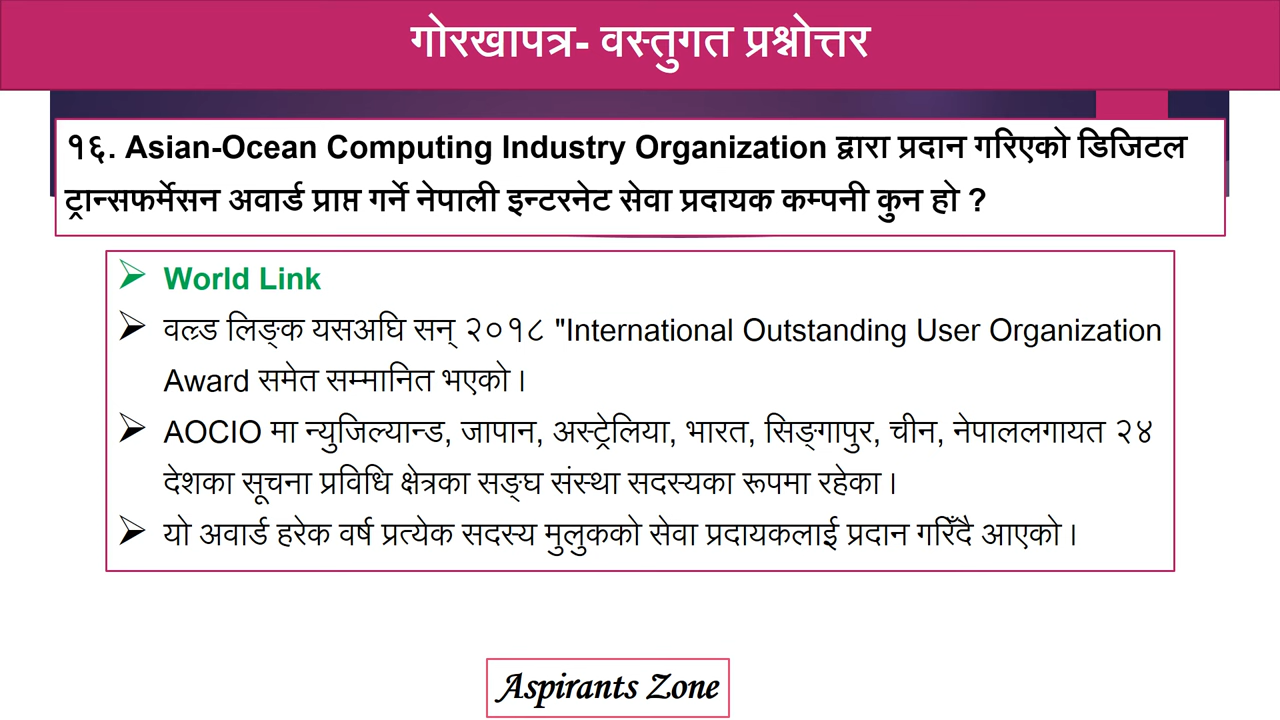 गोरखापत्र- वस्तुगत प्रश्नोत्तर
१६. Asian-Ocean Computing Industry Organization द्वारा प्रदान गरिएको डिजिटल
ट्रान्सफर्मेसन अवार्ड प्राप्त गर्ने नेपाली इन्टरनेट सेवा प्रदायक कम्पनी कुन हो ?
World Link
वल्र्ड लिङ्क यसअघि सन् २०१८ "International Outstanding User Organization
Award समेत सम्मानित भएको ।
AOCIO मा न्युजिल्यान्ड, जापान, अस्ट्रेलिया, भारत, सिङ्गापुर, चीन, नेपाललगायत २४
देशका सूचना प्रविधि क्षेत्रका सङ्घ संस्था सदस्यका रूपमा रहेका ।
यो अवार्ड हरेक वर्ष प्रत्येक सदस्य मुलुकको सेवा प्रदायकलाई प्रदान गरिँदै आएको ।
Aspirants Zone